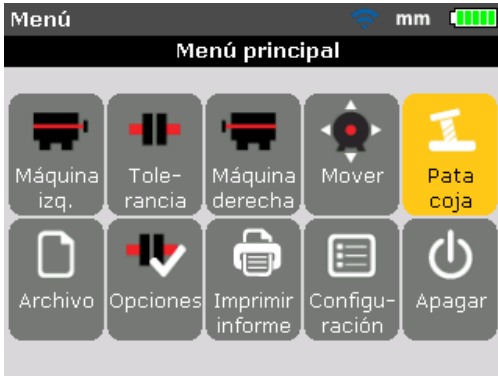 Menú mm
Menú principal
Máquina Tole- Máquina Mover Pata
izq. rancia derecha coja
Archivo Opciones Imprimir Configu- Apagar
informe ración